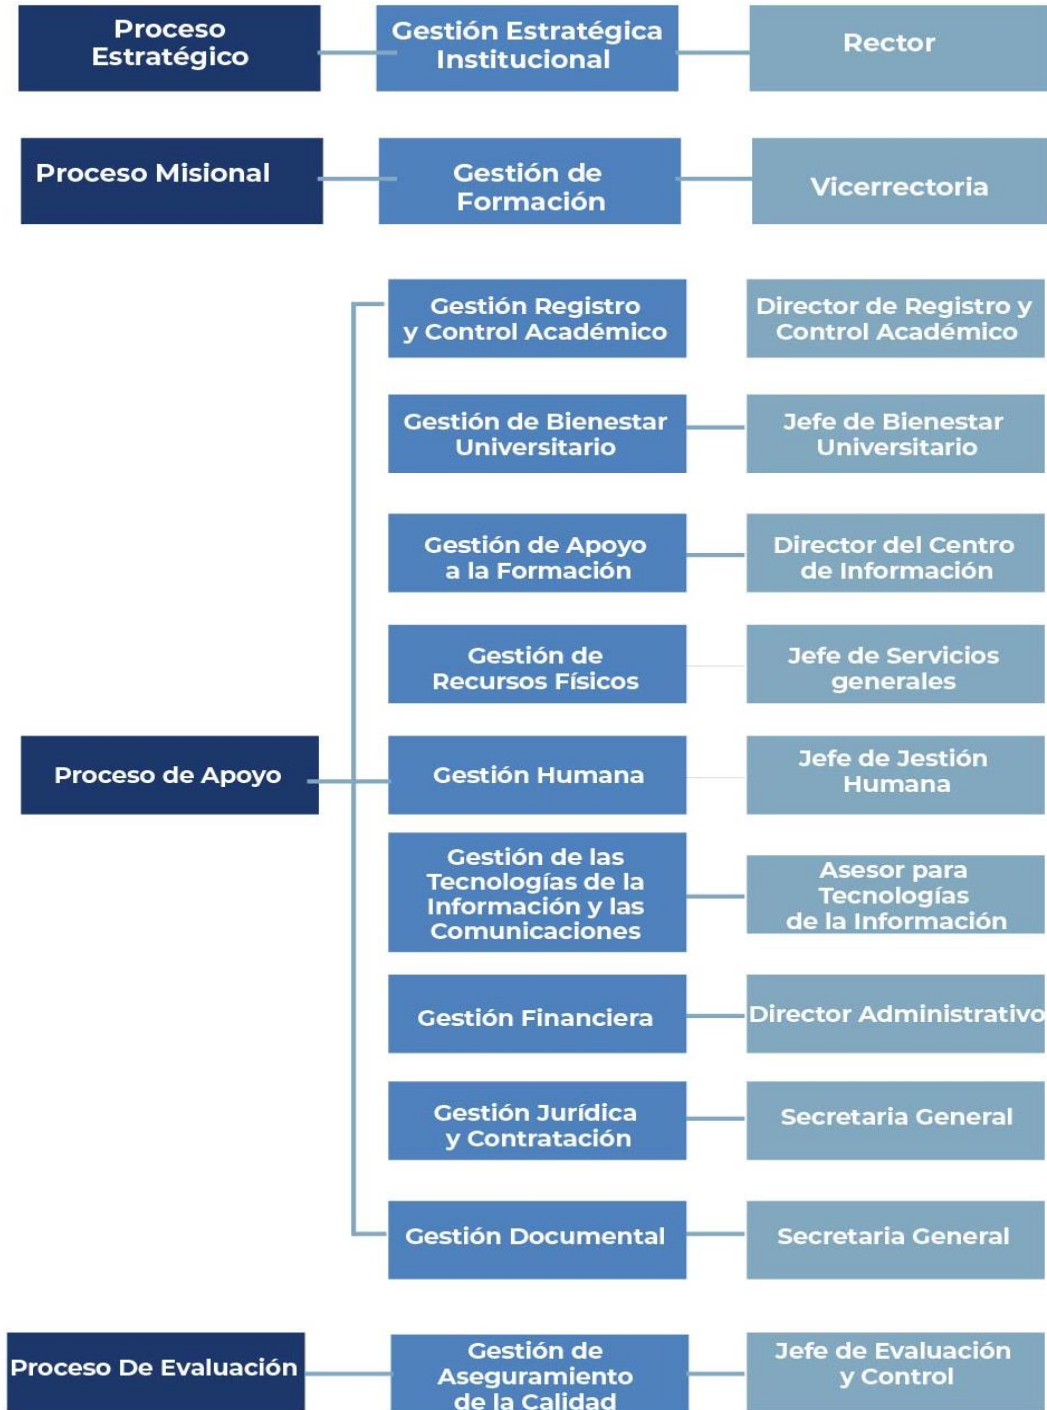 Proceso
Estratégico
Gestión Estratégica
Institucional
Rector
Proceso Misional
Gestión de
Formación
Vicerrectoria
Gestión Registro
y Control Académico
Director de Registro y
Control Académico
Gestión de Bienestar
Universitario
Jefe de Bienestar
Universitario
Gestión de Apoyo
a la Formación
Director del Centro
de Información
Gestión de
Recursos Físicos
Jefe de Servicios
generales
Proceso de Apoyo
Gestión Humana
Jefe de Jestión
Humana
Gestión de las
Tecnologías de la
Información y las
Comunicaciones
Asesor para
Tecnologías
de la Información
Gestión Financiera
Director Administrativo
Gestión Jurídica
y Contratación
Secretaria General
Gestión Documental
Secretaria General
Proceso De Evaluación
Gestión de
Aseguramiento
de la Calidad
Jefe de Evaluación
y Control